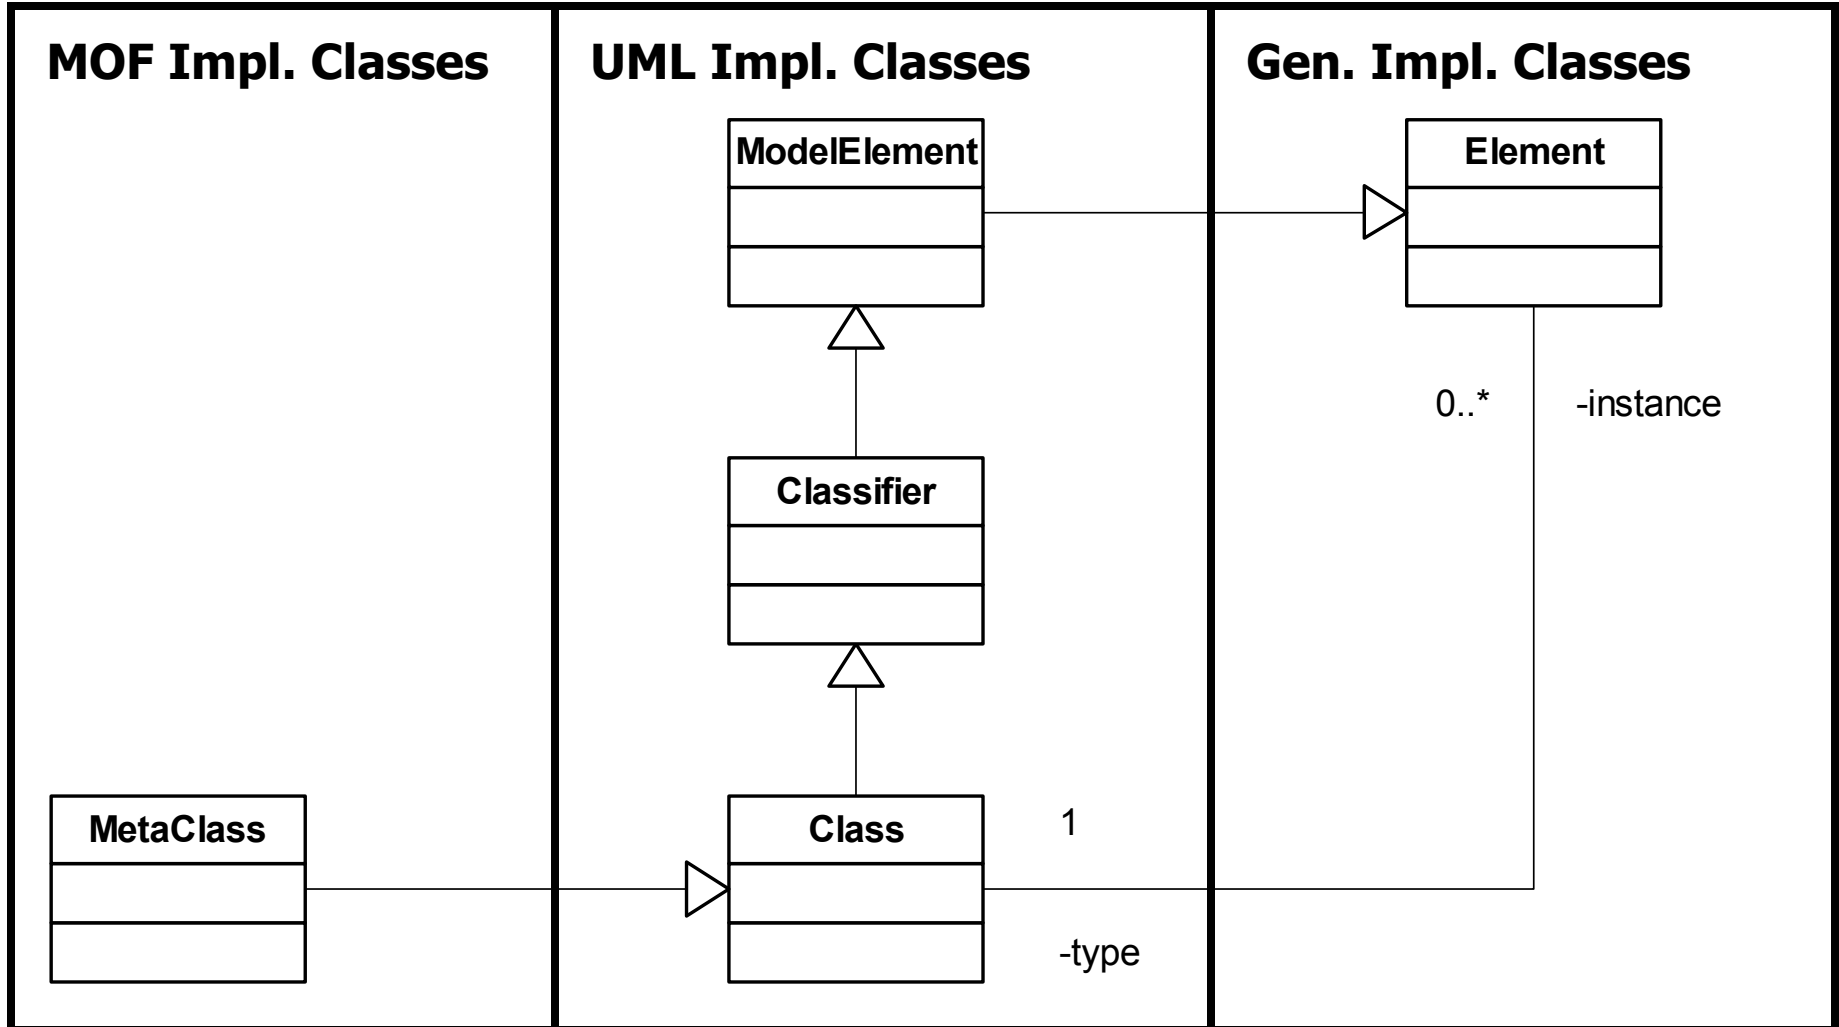 MOF Impl. Classes
UML Impl. Classes
Gen. Impl. Classes
ModelElement
Element
0..*
-instance
Classifier
MetaClass
Class
1
-type